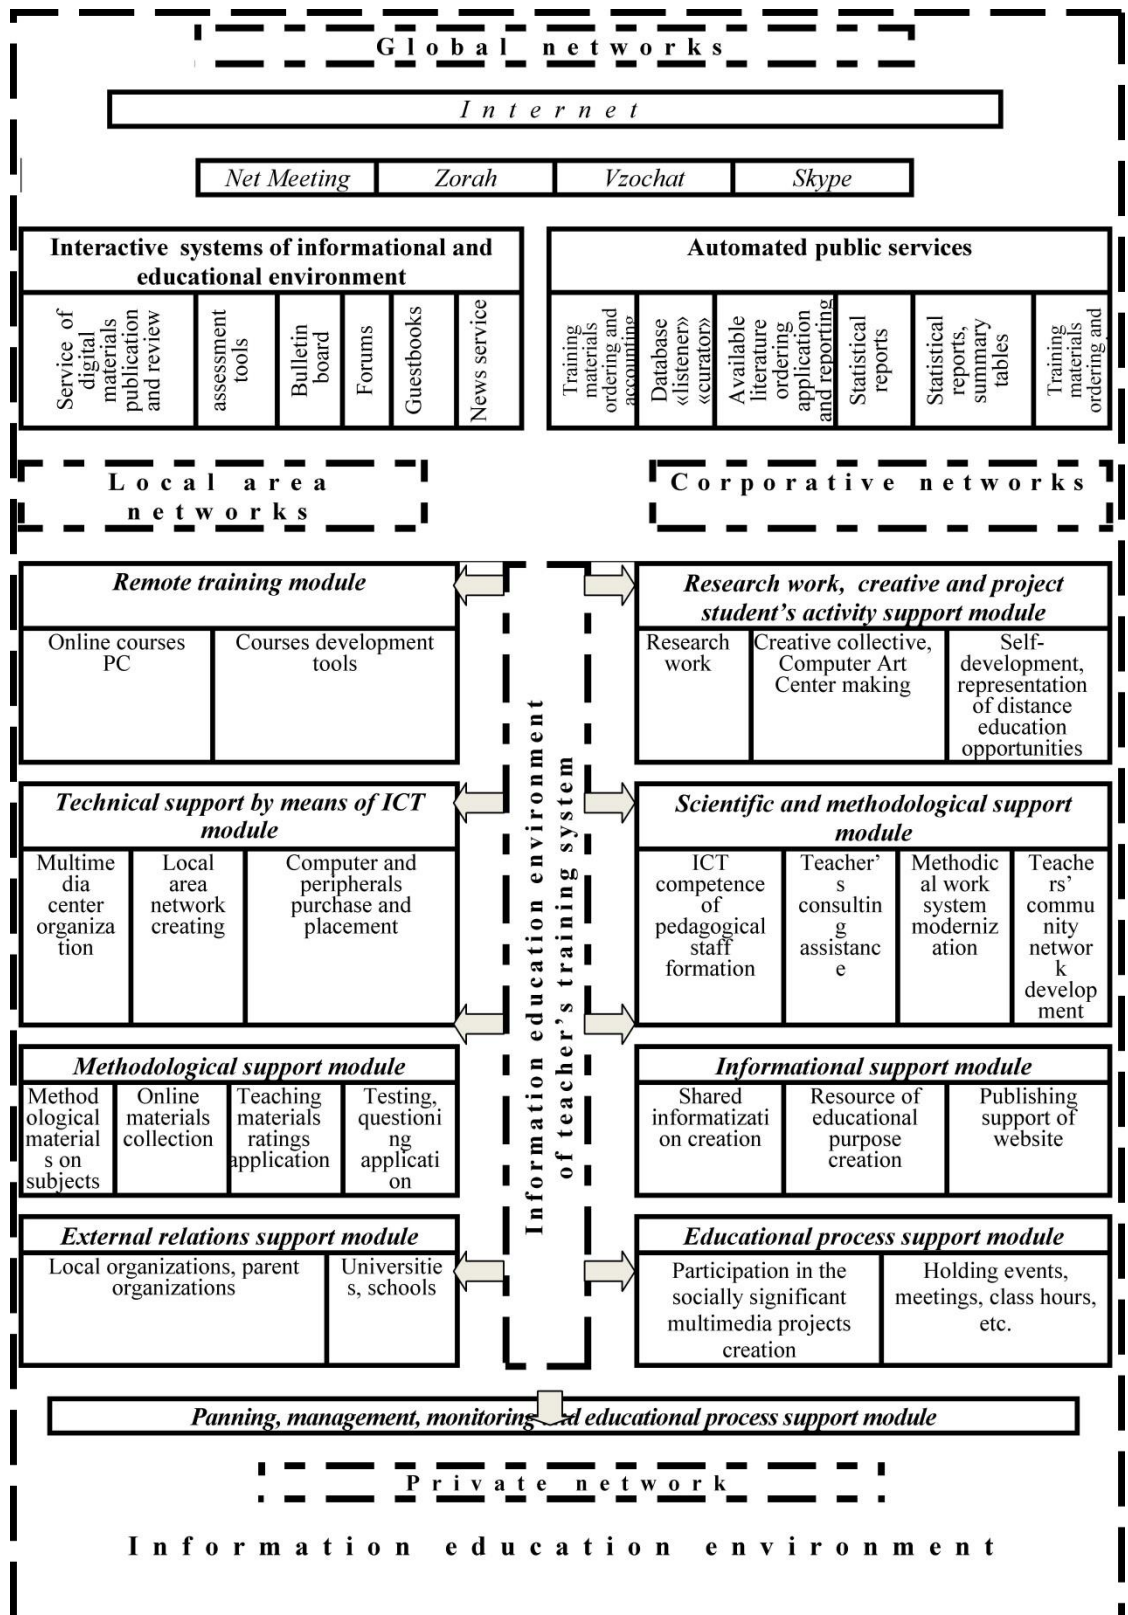 Global networks
Internet
Net Meeting
Zorah
Vzochat
Skype
Interactive systems of informational and
educational environment
Service of
digital
materials
publication
and review
assessment
tools
Bulletin
board
Forums
Guestbooks
News service
Automated public services
Training
materials
ordering and
accounting
Database
«listener»
«curator»
Available
literature
ordering
application
and reporting
Statistical
reports
Statistical
reports,
summary
tables
Training
materials
ordering and
Local area
networks
Corporative networks
Remote training module
Online courses
PC
Courses development
tools
Research work, creative and project
student's activity support module
Research
work
Creative collective,
Computer Art
Center making
Self-
development,
representation
of distance
education
opportunities
Information education environment
of teacher's training system
Technical support by means of ICT
module
Multime
dia
center
organiza
tion
Local
area
network
creating
Computer and
peripherals
purchase and
placement
Scientific and methodological support
module
ICT
competence
of
pedagogical
staff
formation
Teacher'
s
consultin
g
assistanc
e
Methodic
al work
system
moderniz
ation
Teache
rs'
commu
nity
networ
k
develop
ment
Methodological support module
Method
ological
material
s on
subjects
Online
materials
collection
Teaching
materials
ratings
application
Testing,
questioni
ng
applicati
on
Informational support module
Shared
informatizati
on creation
Resource of
educational
purpose
creation
Publishing
support of
website
External relations support module
Local organizations, parent
organizations
Universitie
s, schools
Educational process support module
Participation in the
socially significant
multimedia projects
creation
Holding events,
meetings, class hours,
etc.
Panning, management, monitoring and educational process support module
Private network
Information education environment